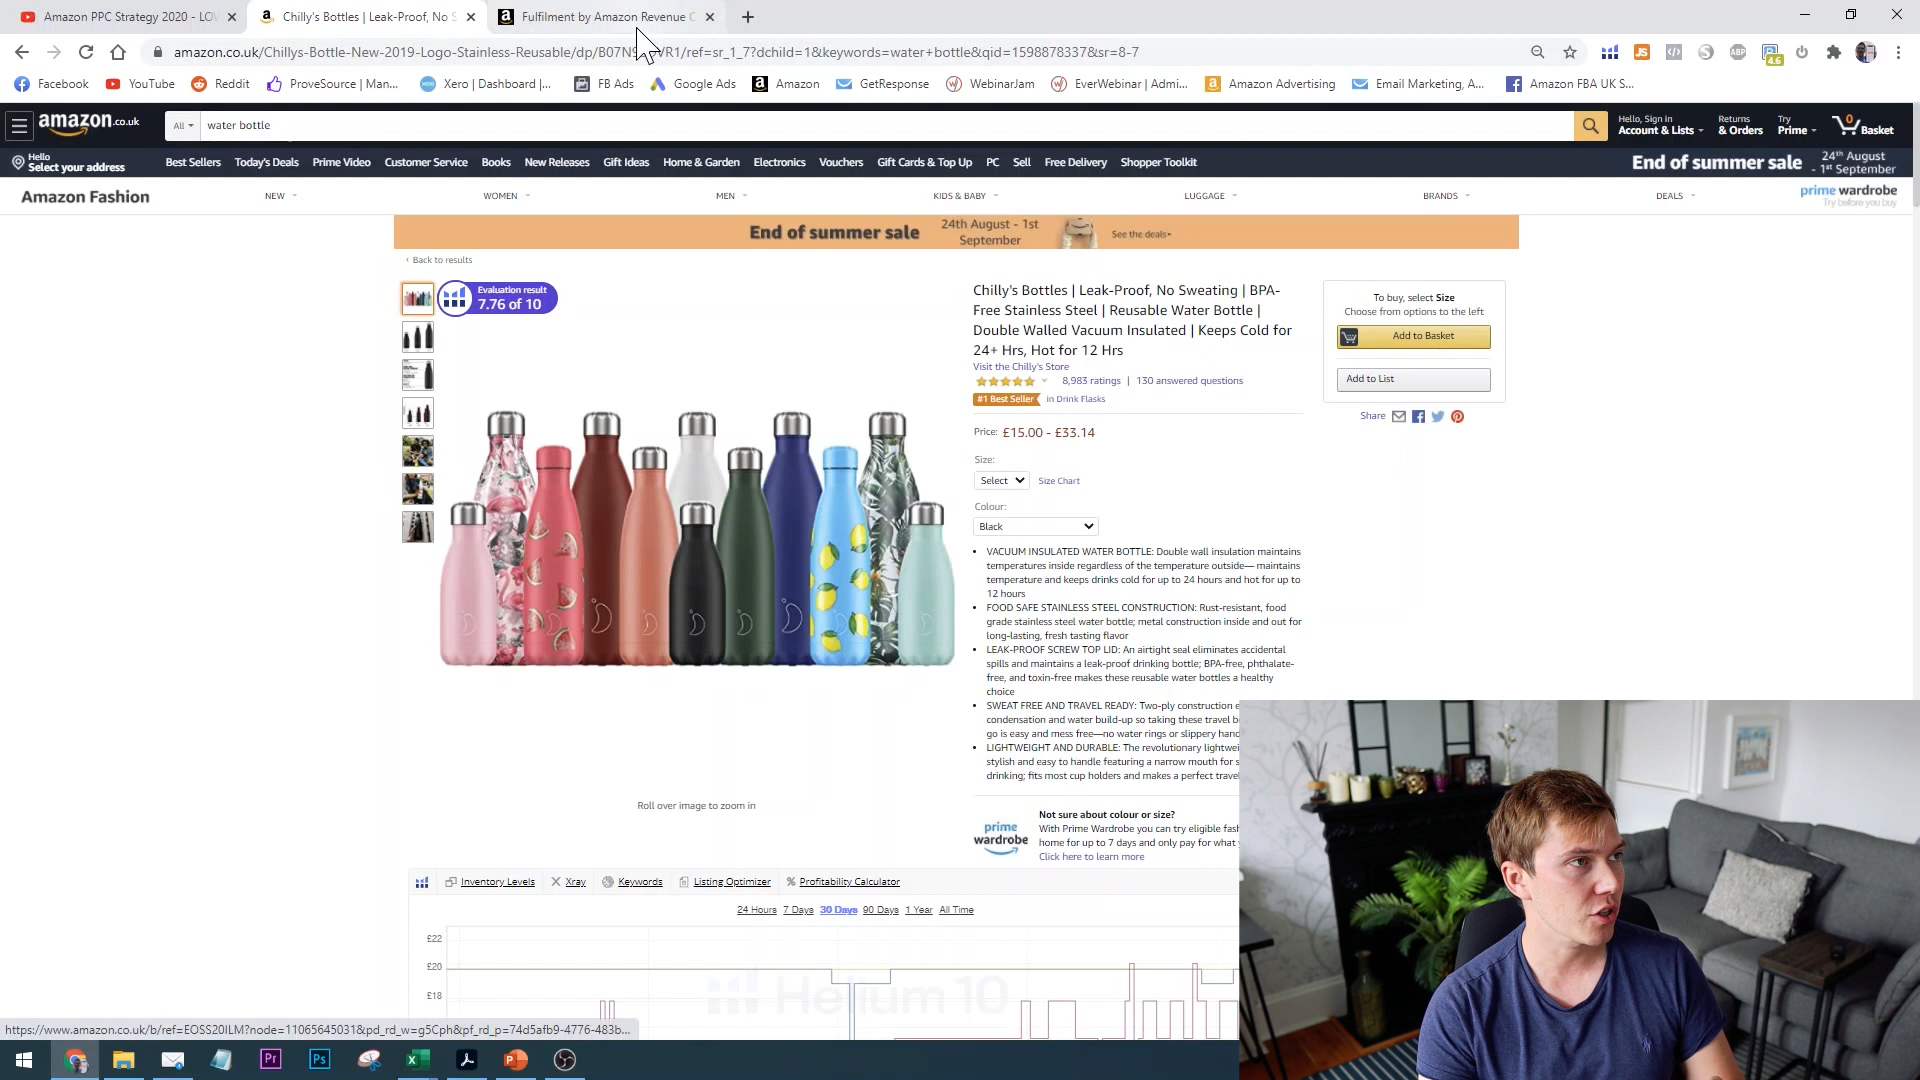 Amazon PPC Strategy 2020 - LOV
Chilly's Bottles | Leak-Proof, No S
Fulfilment by Amazon Revenue C
amazon.co.uk/Chillys-Bottle-New-2019-Logo-Stainless-Reusable/dp/B07N9 R1/ref=sr_1_7?dchild=1&keywords=water+bottle&qid=1598878337&sr=8-7
4.6
Facebook YouTube Reddit ProveSource | Man... Xero | Dashboard |... FB Ads Google Ads Amazon GetResponse WebinarJam EverWebinar | Admi... Amazon Advertising Email Marketing, A... Amazon FBA UK S...
amazon.co.uk
All
water bottle
Hello, Sign in
Account & Lists
Returns
& Orders
Try
Prime
0
Basket
Hello
Select your address
Best Sellers Today's Deals Prime Video Customer Service Books New Releases Gift Ideas Home & Garden Electronics Vouchers Gift Cards & Top Up PC Sell Free Delivery Shopper Toolkit
End of summer sale 24th August - 1st September
Amazon Fashion
NEW WOMEN MEN KIDS & BABY LUGGAGE BRANDS DEALS
prime wardrobe
Try before you buy
End of summer sale
24th August - 1st
September
See the deals
‹ Back to results
Evaluation result
7.76 of 10
Chilly's Bottles | Leak-Proof, No Sweating | BPA-
Free Stainless Steel | Reusable Water Bottle |
Double Walled Vacuum Insulated | Keeps Cold for
24+ Hrs, Hot for 12 Hrs
Visit the Chilly's Store
8,983 ratings | 130 answered questions
#1 Best Seller in Drink Flasks
Price: £15.00 - £33.14
Size:
Select Size Chart
Colour:
Black
• VACUUM INSULATED WATER BOTTLE: Double wall insulation maintains
temperatures inside regardless of the temperature outside— maintains
temperature and keeps drinks cold for up to 24 hours and hot for up to
12 hours
• FOOD SAFE STAINLESS STEEL CONSTRUCTION: Rust-resistant, food
grade stainless steel water bottle; metal construction inside and out for
long-lasting, fresh tasting flavor
• LEAK-PROOF SCREW TOP LID: An airtight seal eliminates accidental
spills and maintains a leak-proof drinking bottle; BPA-free, phthalate-
free, and toxin-free makes these reusable water bottles a healthy
choice
• SWEAT FREE AND TRAVEL READY: Two-ply construction e
condensation and water build-up so taking these travel b
go is easy and mess free—no water rings or slippery hand
• LIGHTWEIGHT AND DURABLE: The revolutionary lightwei
stylish and easy to handle featuring a narrow mouth for s
drinking; fits most cup holders and makes a perfect trave
To buy, select Size
Choose from options to the left
Add to Basket
Add to List
Share
Roll over image to zoom in
prime
wardrobe
Not sure about colour or size?
With Prime Wardrobe you can try eligible fas
home for up to 7 days and only pay for what
Click here to learn more
Inventory Levels Xray Keywords Listing Optimizer Profitability Calculator
24 Hours 7 Days 30 Days 90 Days 1 Year All Time
£22
£20
£18
Helium 10
https://www.amazon.co.uk/b/ref=EOSS20ILM?node=11065645031&pd_rd_w=g5Cph&pf_rd_p=74d5afb9-4776-483b...
Pr
Ps